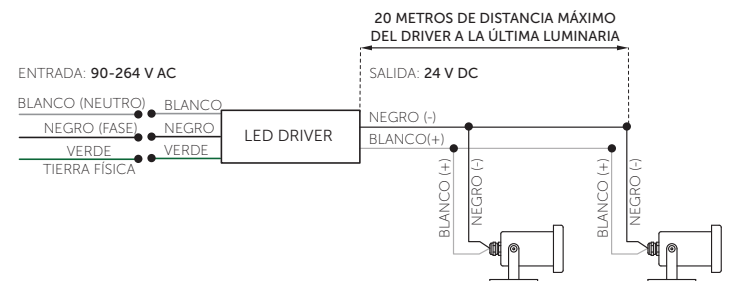 20 METROS DE DISTANCIA MÁXIMO
DEL DRIVER A LA ÚLTIMA LUMINARIA
ENTRADA: 90-264 V AC
SALIDA: 24 V DC
BLANCO (NEUTRO)
BLANCO
NEGRO (FASE)
NEGRO
VERDE
VERDE
TIERRA FÍSICA
LED DRIVER
NEGRO (-)
BLANCO(+)
BLANCO (+)
NEGRO (-)
BLANCO (+)
NEGRO (-)